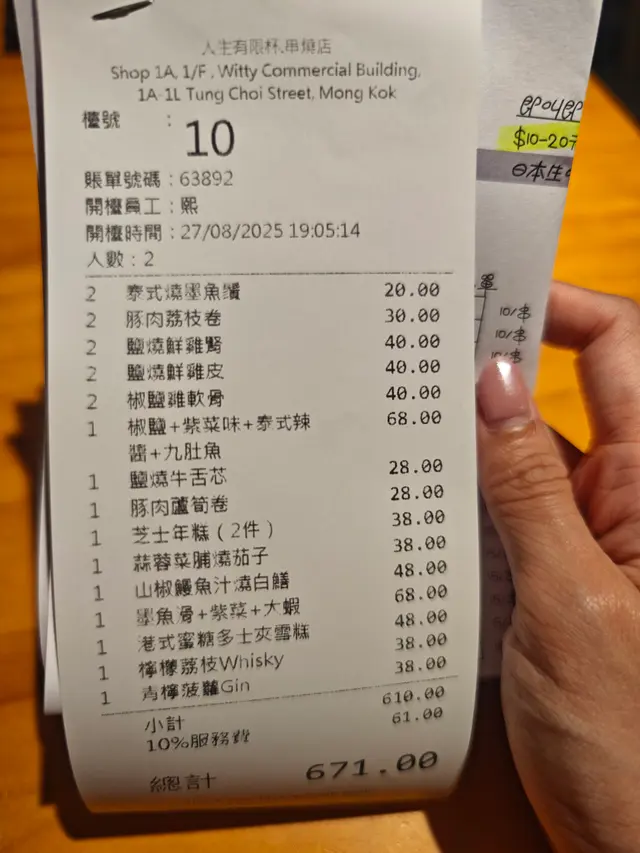 人生有限杯.串燒店
Shop 1A, 1/F , Witty Commercial Building,
1A-1L Tung Choi Street, Mong Kok
檯號 :
10
賬單號碼 : 63892
開檯員工 : 熙
開檯時間 : 27/08/2025 19:05:14
人數 : 2
2 泰式燒墨魚鬚 20.00
2 豚肉荔枝卷 30.00
2 鹽燒鮮雞腎 40.00
2 鹽燒鮮雞皮 40.00
2 椒鹽雞軟骨 40.00
1 椒鹽+紫菜味+泰式辣 68.00
醬+九肚魚
1 鹽燒牛舌芯 28.00
1 豚肉蘆筍卷 28.00
1 芝士年糕 ( 2件 ) 38.00
1 蒜蓉菜脯燒茄子 38.00
1 山椒鰻魚汁燒白鱔 48.00
1 墨魚滑+紫菜+大蝦 68.00
1 港式蜜糖多士夾雪糕 48.00
1 檸檬荔枝Whisky 38.00
1 青檸菠蘿Gin 38.00
小計 610.00
10%服務費 61.00
總計 671.00
$10-20
日本生
10/串
10/串
10/串